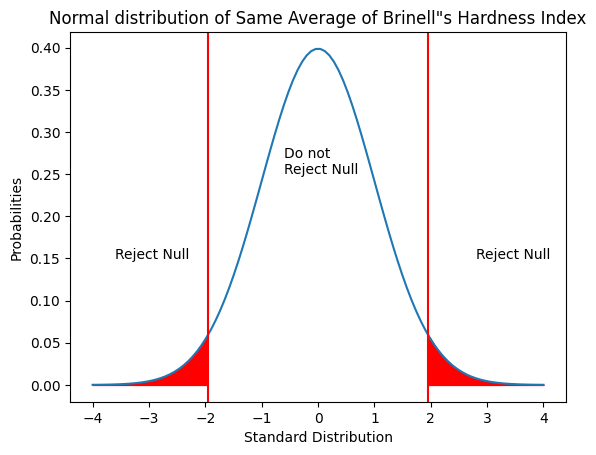 Normal distribution of Same Average of Brinell"s Hardness Index
0.40
0.35
0.30
0.25
0.20
0.15
0.10
0.05
0.00
Probabilities
Do not
Reject Null
Reject Null
Reject Null
−4
−3
−2
−1
0
1
2
3
4
Standard Distribution